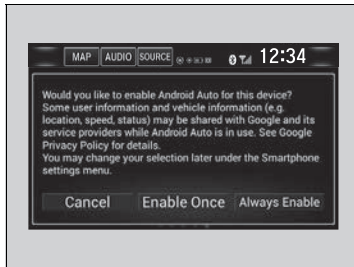 MAP AUDIO SOURCE 12:34
Would you like to enable Android Auto for
this device?
Some user information and vehicle information (e.g.
location, speed, status) may be shared with Google and its
service providers while Android Auto is in use. See Google
Privacy Policy for details.
You may change your selection later under the Smartphone
settings menu.
Cancel Enable Once Always Enable